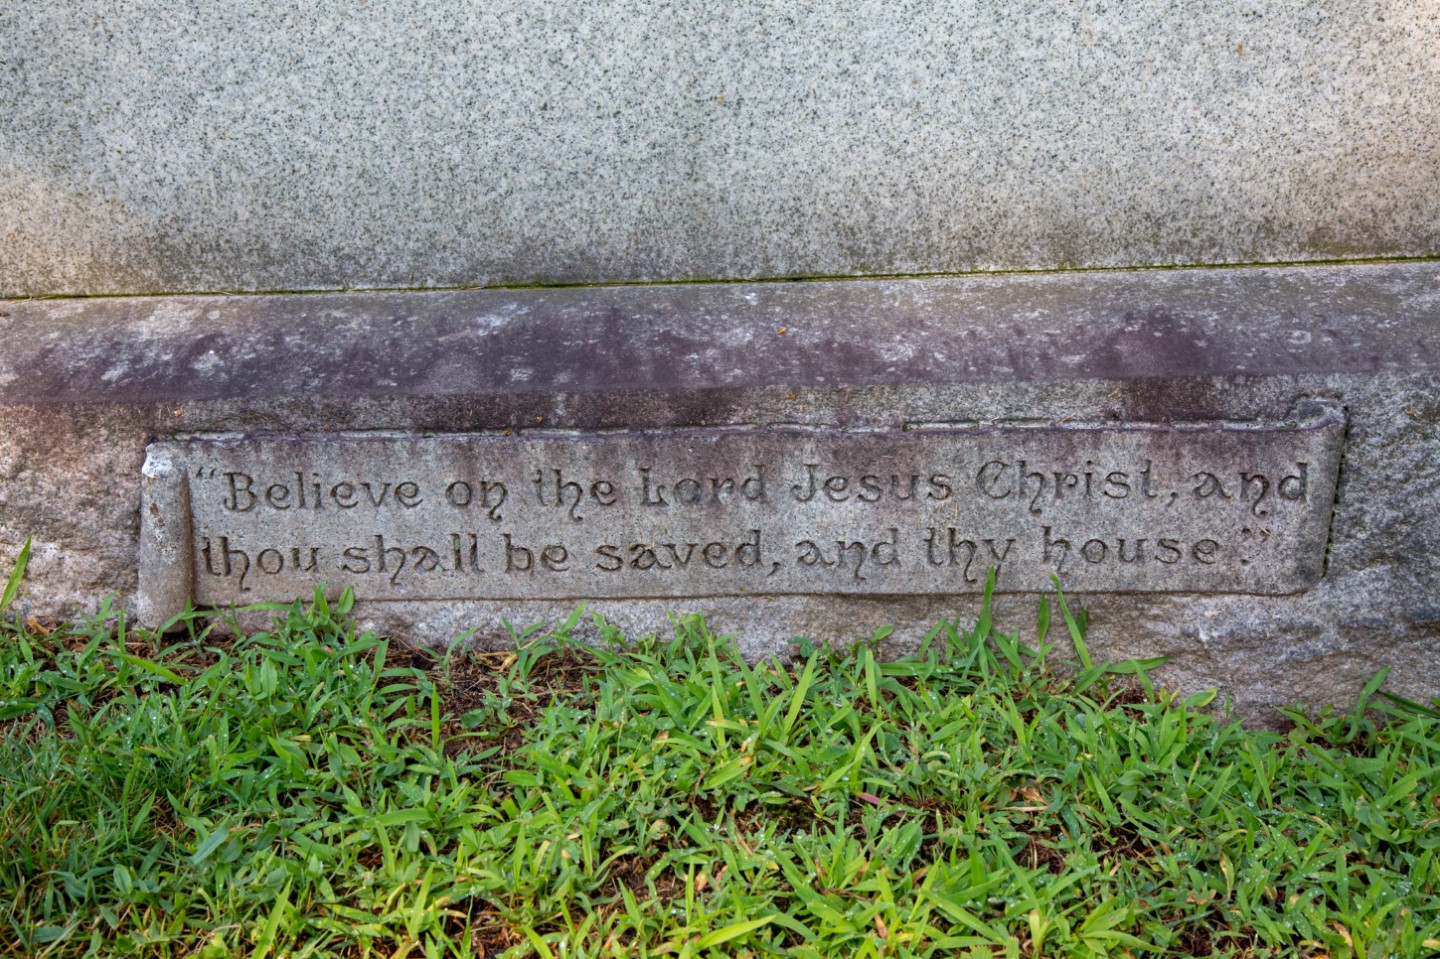 “Believe on the Lord Jesus Christ, and
thou shall be saved, and thy house.”